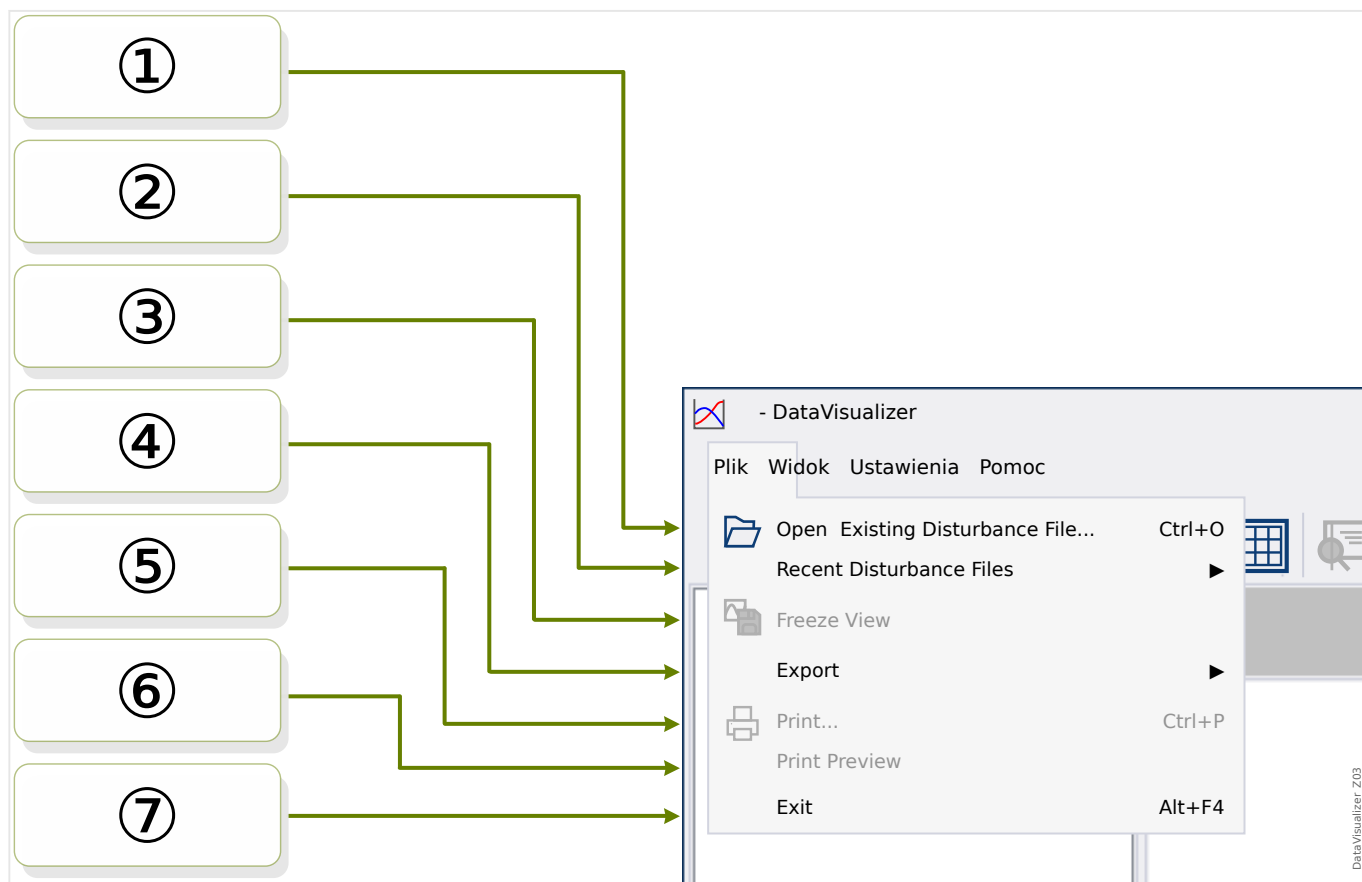 ①
②
③
④
⑤
⑥
⑦
- DataVisualizer
Plik Widok Ustawienia Pomoc
Open Existing Disturbance File... Ctrl+O
Recent Disturbance Files ▶
Freeze View
Export ▶
Print... Ctrl+P
Print Preview
Exit Alt+F4
DataVisualizer Z03